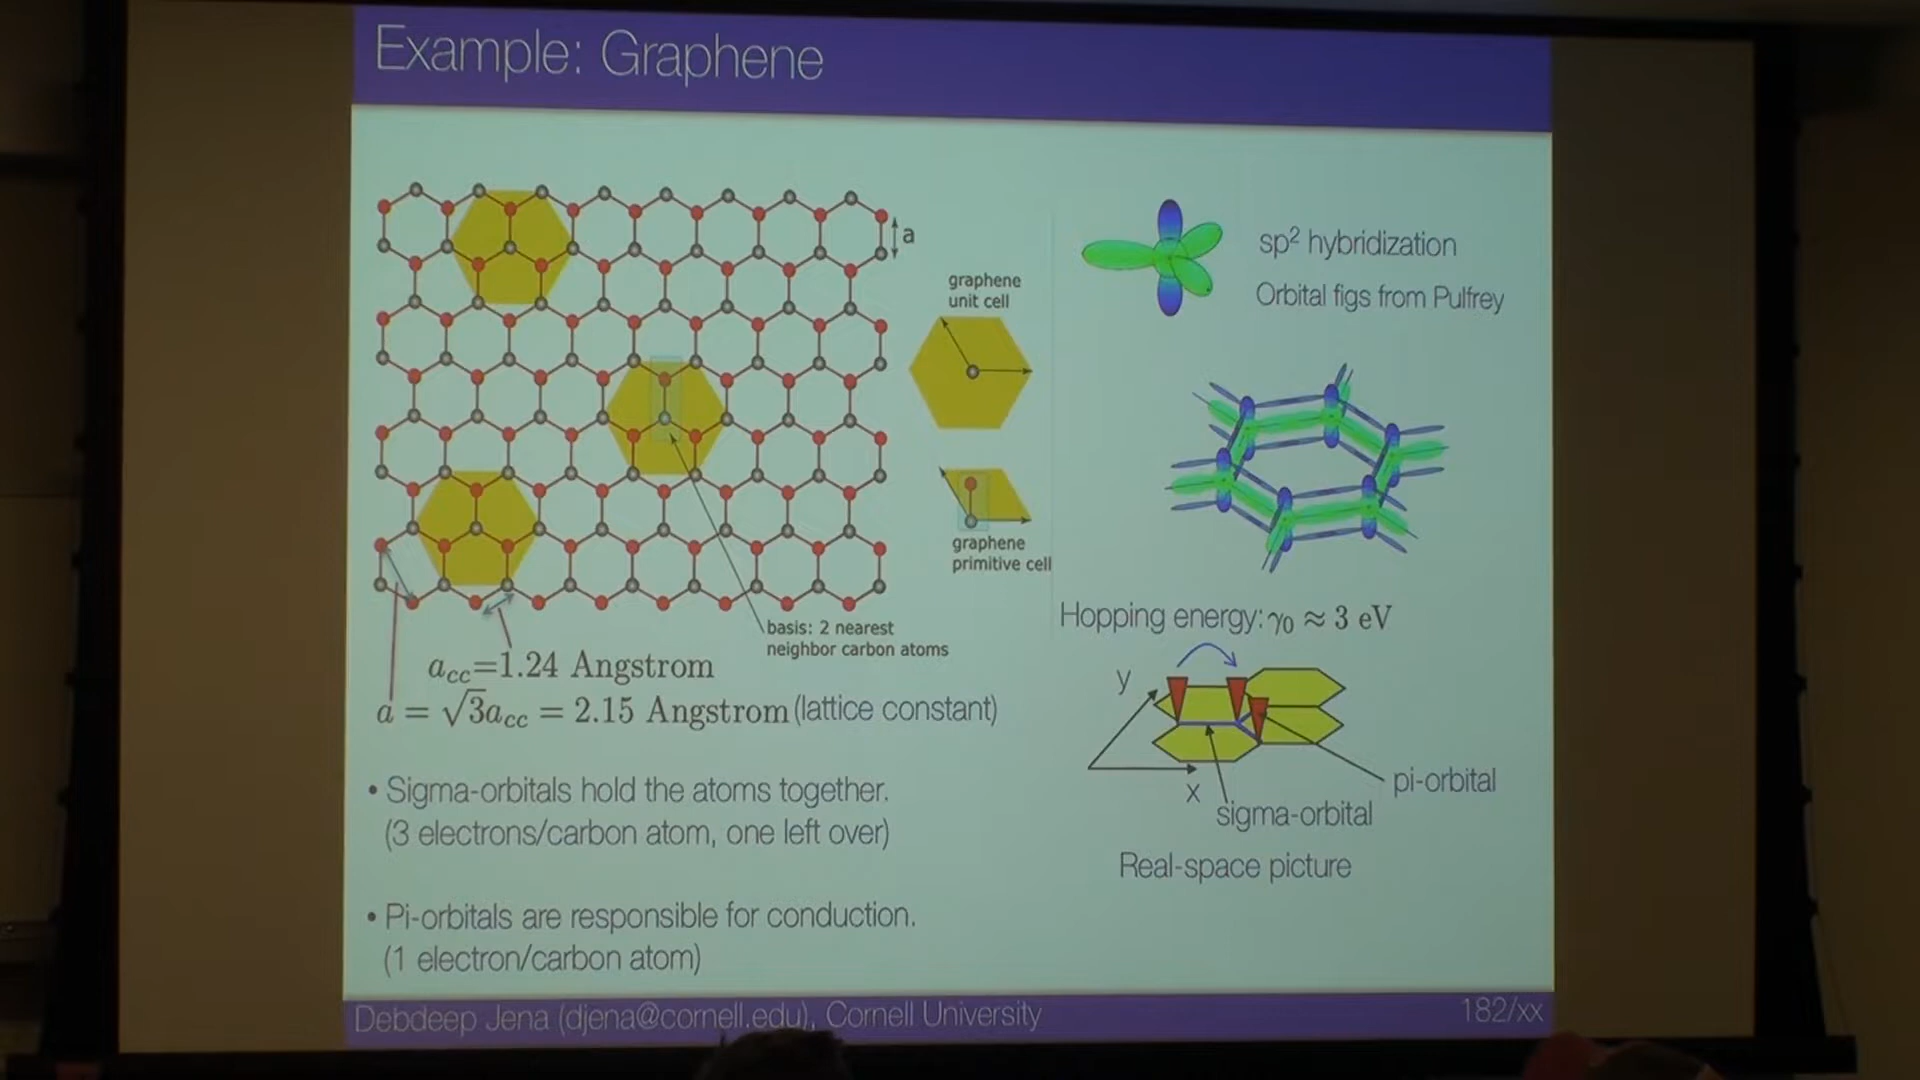 Example: Graphene
a
graphene
unit cell
graphene
primitive cell
basis: 2 nearest
neighbor carbon atoms
a_cc=1.24 Angstrom
a = √3a_cc = 2.15 Angstrom (lattice constant)
• Sigma-orbitals hold the atoms together.
(3 electrons/carbon atom, one left over)
• Pi-orbitals are responsible for conduction.
(1 electron/carbon atom)
sp² hybridization
Orbital figs from Pulfrey
Hopping energy: γ₀ ≈ 3 eV
y
x
pi-orbital
sigma-orbital
Real-space picture
Debdeep Jena (djena@cornell.edu), Cornell University
182/xx